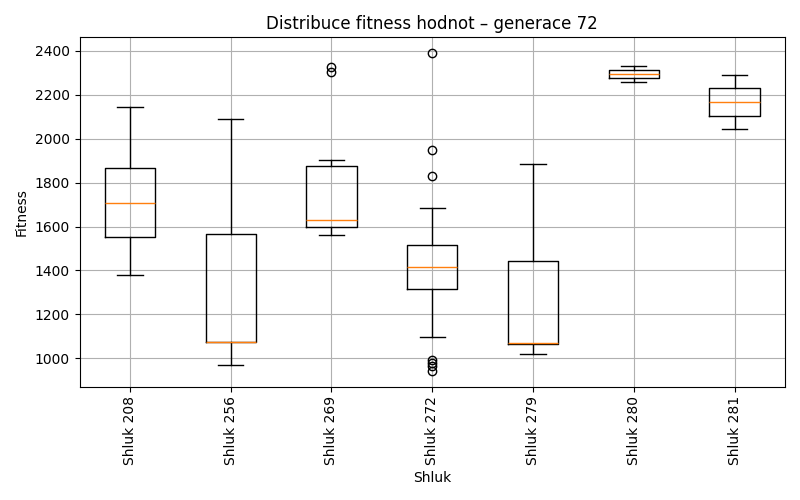 Distribuce fitness hodnot – generace 72
Fitness
2400
2200
2000
1800
1600
1400
1200
1000
Shluk 208
Shluk 256
Shluk 269
Shluk 272
Shluk 279
Shluk 280
Shluk 281
Shluk